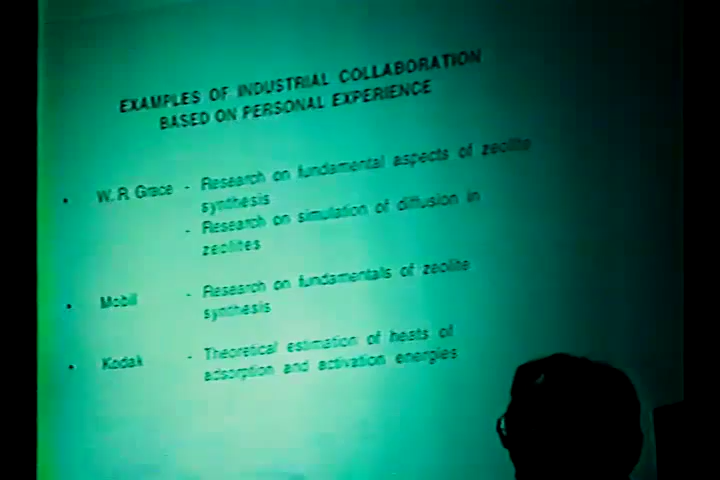 EXAMPLES OF INDUSTRIAL COLLABORATION
BASED ON PERSONAL EXPERIENCE
• W. R. Grace - Research on fundamental aspects of zeolite
synthesis
- Research on simulation of diffusion in
zeolites
• Mobil - Research on fundamentals of zeolite
synthesis
• Kodak - Theoretical estimation of heats of
adsorption and activation energies